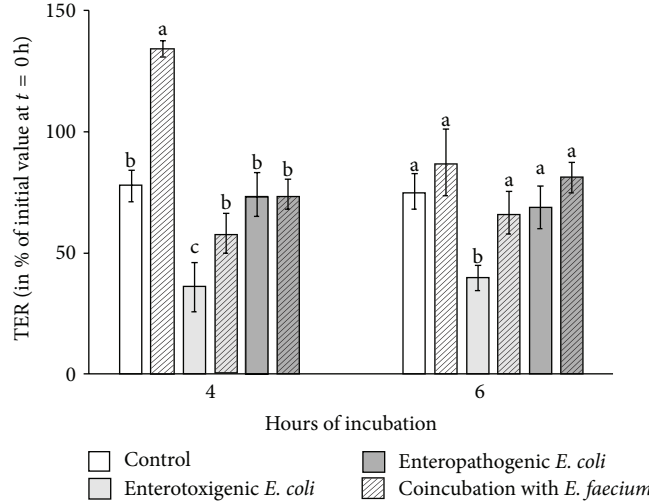 150
100
50
0
TER (in % of initial value at t = 0 h)
b
a
c
b
b
b
a
a
b
a
a
a
4
6
Hours of incubation
Control
Enteropathogenic E. coli
Enterotoxigenic E. coli
Coincubation with E. faecium